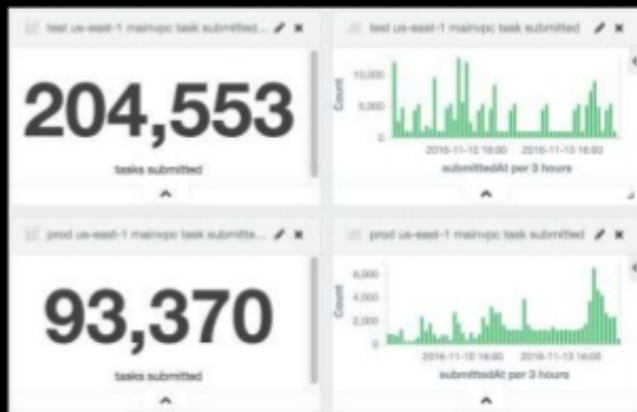 test us-east-1 mainvpc task submitted...
204,553
tasks submitted
test us-east-1 mainvpc task submitted
Count
10,000
5,000
0
2016-11-10 16:00
2016-11-13 16:00
submittedAt per 3 hours
prod us-east-1 mainvpc task submitte...
93,370
tasks submitted
prod us-east-1 mainvpc task submitted
Count
6,000
4,000
2,000
0
2016-11-10 16:00
2016-11-13 16:00
submittedAt per 3 hours